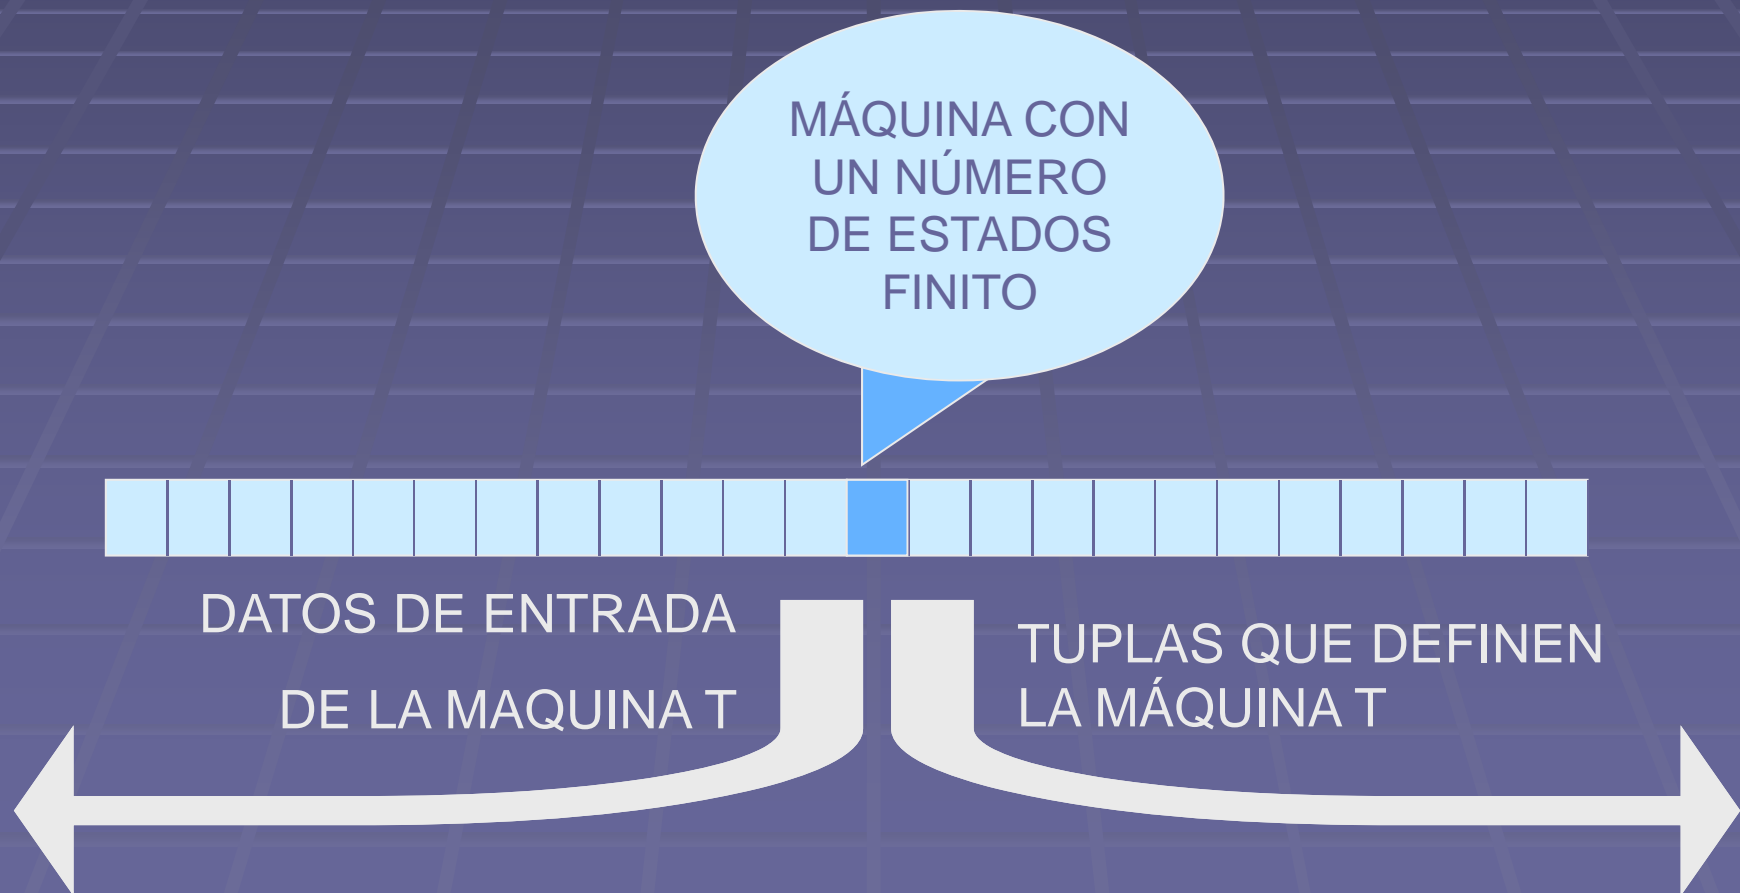 MÁQUINA CON
UN NÚMERO
DE ESTADOS
FINITO
DATOS DE ENTRADA
DE LA MAQUINA T
TUPLAS QUE DEFINEN
LA MÁQUINA T